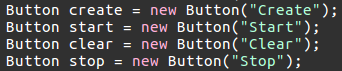 Button create = new Button("Create");
Button start = new Button("Start");
Button clear = new Button("Clear");
Button stop = new Button("Stop");